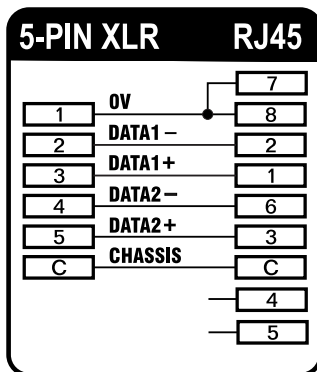 5-PIN XLR RJ45
7
1 0V 8
2 DATA1− 2
3 DATA1+ 1
4 DATA2− 6
5 DATA2+ 3
C CHASSIS C
4
5